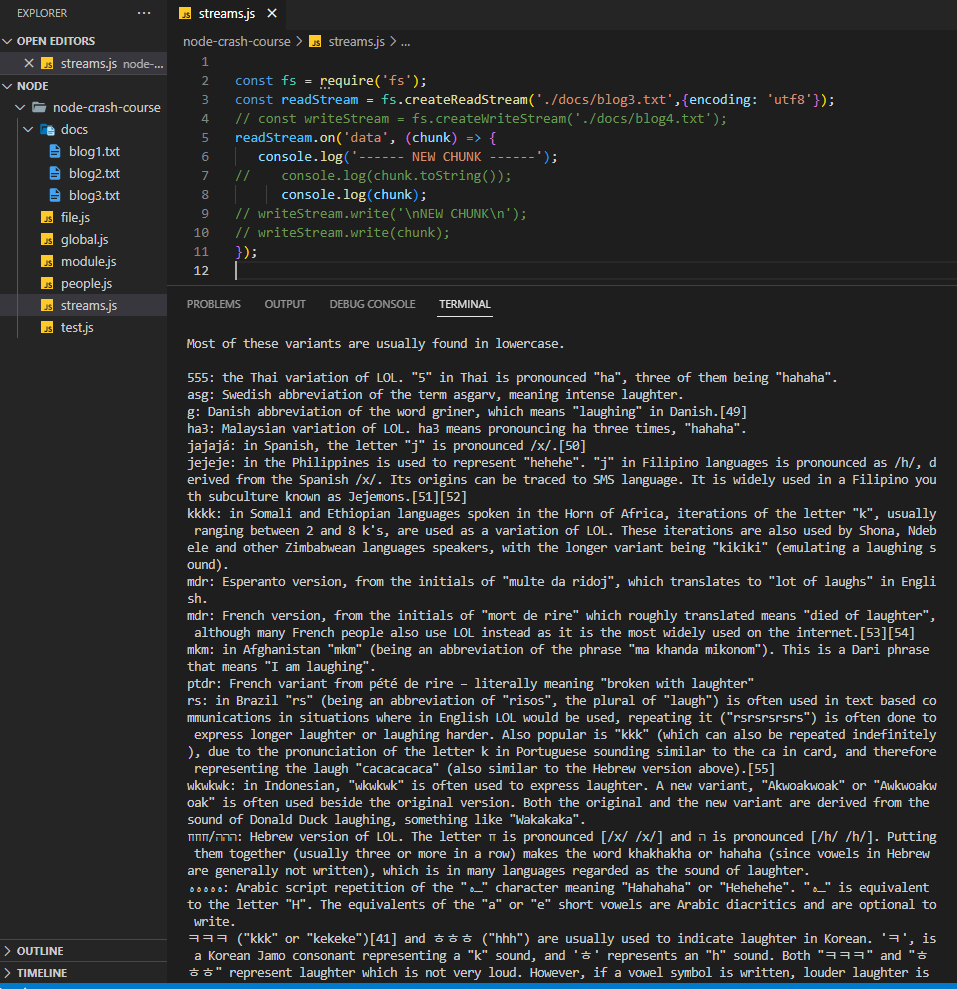 EXPLORER
···
streams.js
OPEN EDITORS
streams.js node-...
NODE
node-crash-course
docs
blog1.txt
blog2.txt
blog3.txt
file.js
global.js
module.js
people.js
streams.js
test.js
OUTLINE
TIMELINE
node-crash-course > streams.js > ...
1
2 const fs = require('fs');
3 const readStream = fs.createReadStream('./docs/blog3.txt',{encoding: 'utf8'});
4 // const writeStream = fs.createWriteStream('./docs/blog4.txt');
5 readStream.on('data', (chunk) => {
6 console.log('------ NEW CHUNK ------');
7 // console.log(chunk.toString());
8 console.log(chunk);
9 // writeStream.write('\nNEW CHUNK\n');
10 // writeStream.write(chunk);
11 });
12
PROBLEMS OUTPUT DEBUG CONSOLE TERMINAL
Most of these variants are usually found in lowercase.
555: the Thai variation of LOL. "5" in Thai is pronounced "ha", three of them being "hahaha".
asg: Swedish abbreviation of the term asgarv, meaning intense laughter.
g: Danish abbreviation of the word griner, which means "laughing" in Danish.[49]
ha3: Malaysian variation of LOL. ha3 means pronouncing ha three times, "hahaha".
jajajá: in Spanish, the letter "j" is pronounced /x/.[50]
jejeje: in the Philippines is used to represent "hehehe". "j" in Filipino languages is pronounced as /h/, d
erived from the Spanish /x/. Its origins can be traced to SMS language. It is widely used in a Filipino you
th subculture known as Jejemons.[51][52]
kkkk: in Somali and Ethiopian languages spoken in the Horn of Africa, iterations of the letter "k", usually
ranging between 2 and 8 k's, are used as a variation of LOL. These iterations are also used by Shona, Ndeb
ele and other Zimbabwean languages speakers, with the longer variant being "kikiki" (emulating a laughing s
ound).
mdr: Esperanto version, from the initials of "multe da ridoj", which translates to "lot of laughs" in Engli
sh.
mdr: French version, from the initials of "mort de rire" which roughly translated means "died of laughter",
although many French people also use LOL instead as it is the most widely used on the internet.[53][54]
mkm: in Afghanistan "mkm" (being an abbreviation of the phrase "ma khanda mikonom"). This is a Dari phrase
that means "I am laughing".
ptdr: French variant from pété de rire – literally meaning "broken with laughter"
rs: in Brazil "rs" (being an abbreviation of "risos", the plural of "laugh") is often used in text based co
mmunications in situations where in English LOL would be used, repeating it ("rsrsrsrsrs") is often done to
express longer laughter or laughing harder. Also popular is "kkk" (which can also be repeated indefinitely
), due to the pronunciation of the letter k in Portuguese sounding similar to the ca in card, and therefore
representing the laugh "cacacacaca" (also similar to the Hebrew version above).[55]
wkwkwk: in Indonesian, "wkwkwk" is often used to express laughter. A new variant, "Akwoakwoak" or "Awkwoakw
oak" is often used beside the original version. Both the original and the new variant are derived from the
sound of Donald Duck laughing, something like "Wakakaka".
חחח/ההה: Hebrew version of LOL. The letter ח is pronounced [/x/ /x/] and ה is pronounced [/h/ /h/]. Putting
them together (usually three or more in a row) makes the word khakhakha or hahaha (since vowels in Hebrew
are generally not written), which is in many languages regarded as the sound of laughter.
ههههه: Arabic script repetition of the "هـ" character meaning "Hahahaha" or "Hehehehe". "هـ" is equivalent
to the letter "H". The equivalents of the "a" or "e" short vowels are Arabic diacritics and are optional to
write.
ㅋㅋㅋ ("kkk" or "kekeke")[41] and ㅎㅎㅎ ("hhh") are usually used to indicate laughter in Korean. 'ㅋ', is
a Korean Jamo consonant representing a "k" sound, and 'ㅎ' represents an "h" sound. Both "ㅋㅋㅋ" and "ㅎ
ㅎㅎ" represent laughter which is not very loud. However, if a vowel symbol is written, louder laughter is